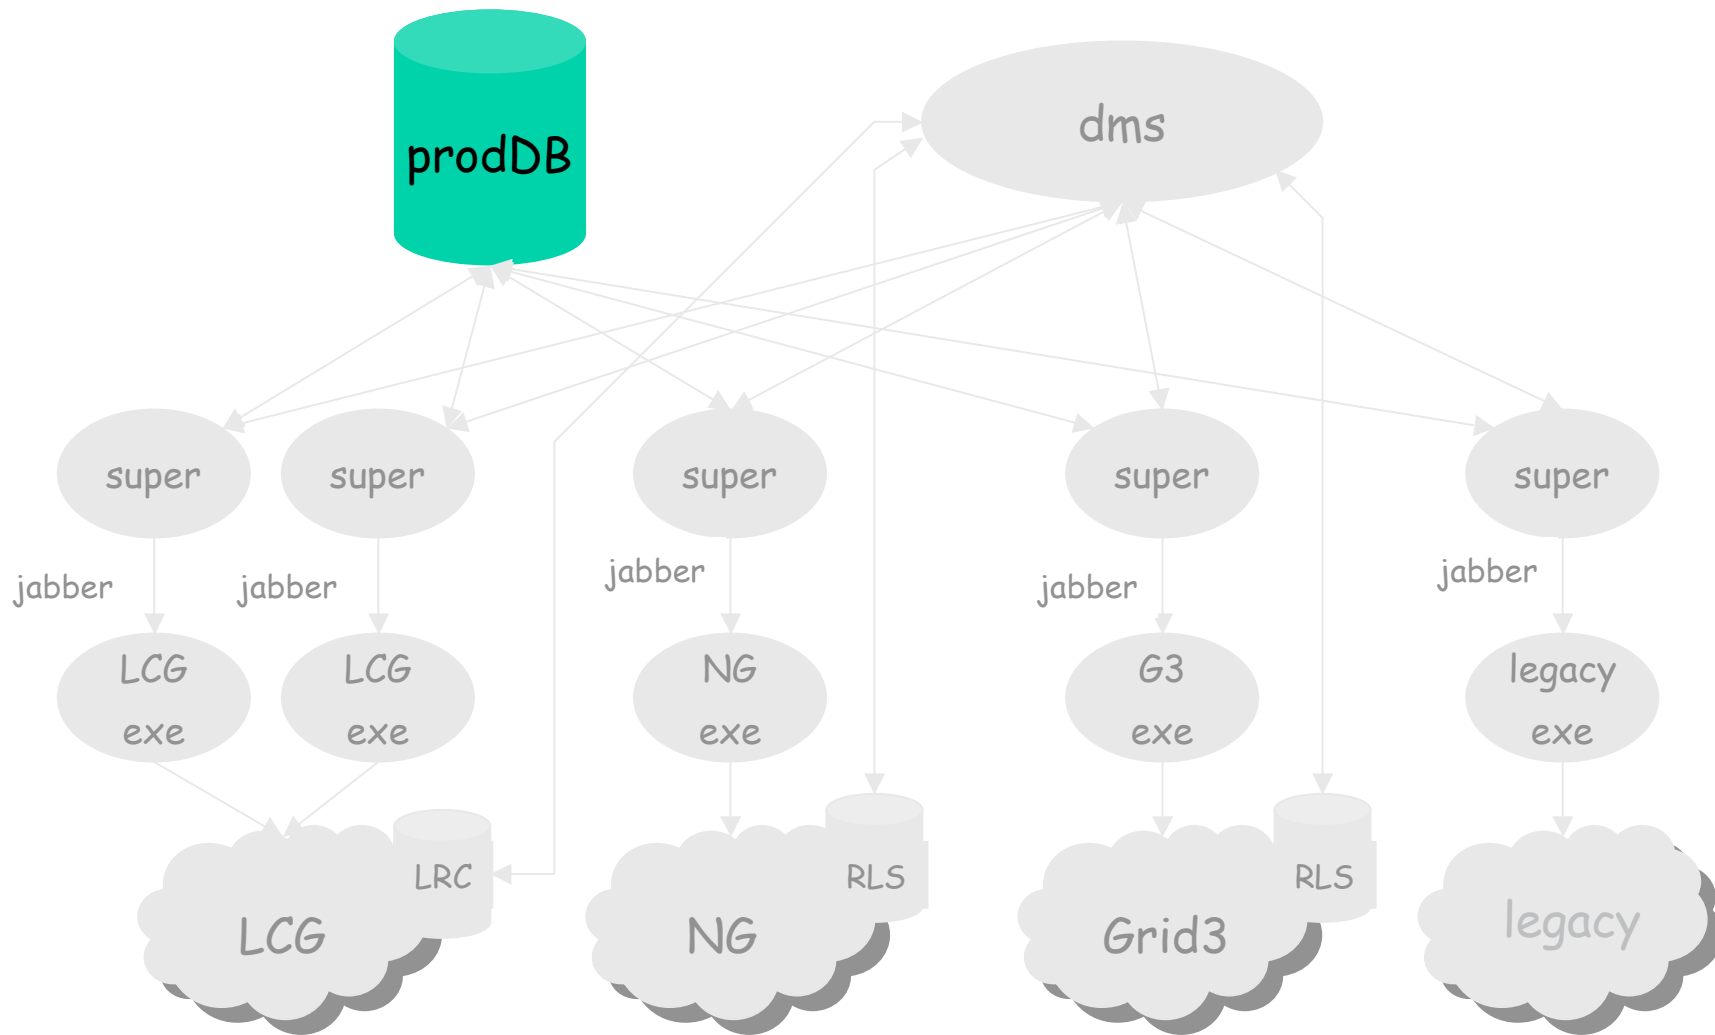 prodDB
dms
super
super
super
super
super
jabber
jabber
jabber
jabber
jabber
LCG
exe
LCG
exe
NG
exe
G3
exe
legacy
exe
LRC
RLS
RLS
LCG
NG
Grid3
legacy